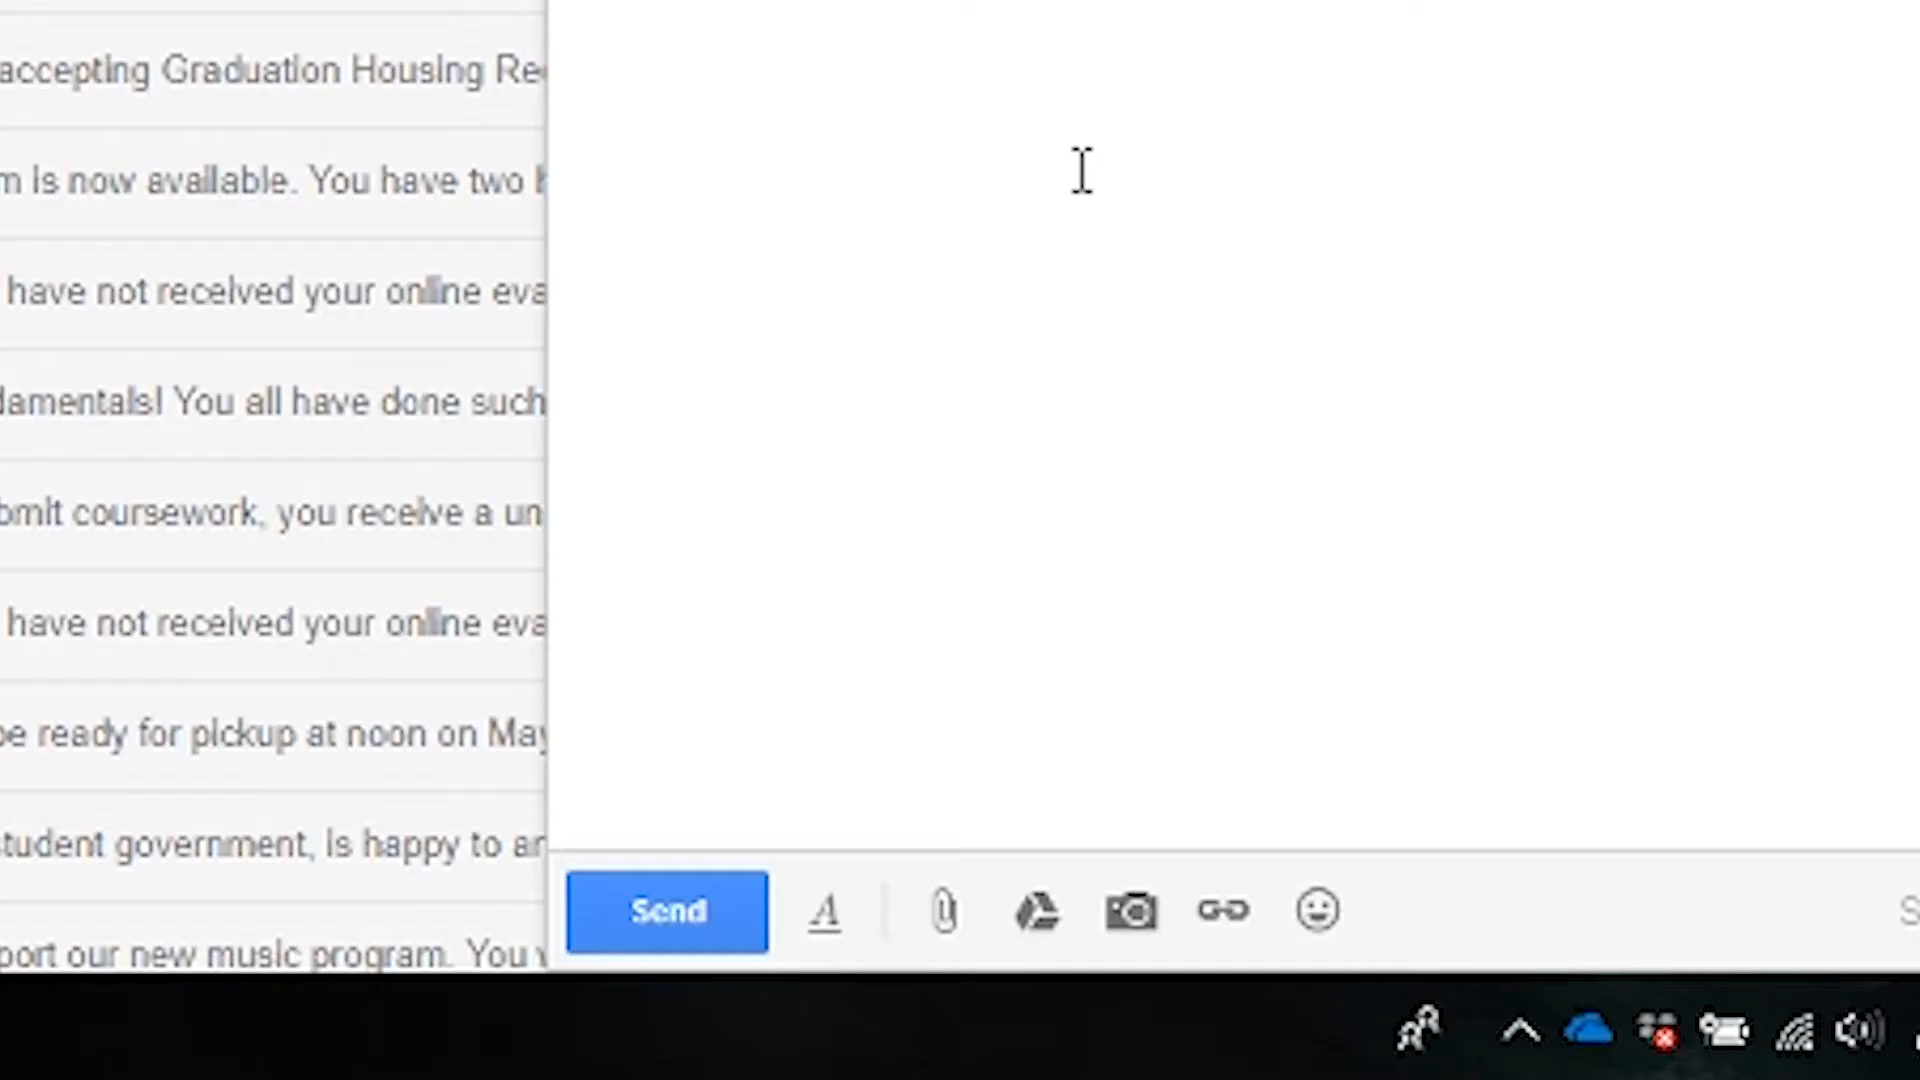 accepting Graduation Housing
m is now available. You have two
have not received your online eva
damentals! You all have done such
bmit coursework, you receive a un
have not received your online eva
be ready for pickup at noon on May
student government, is happy to an
port our new music program. You
Send